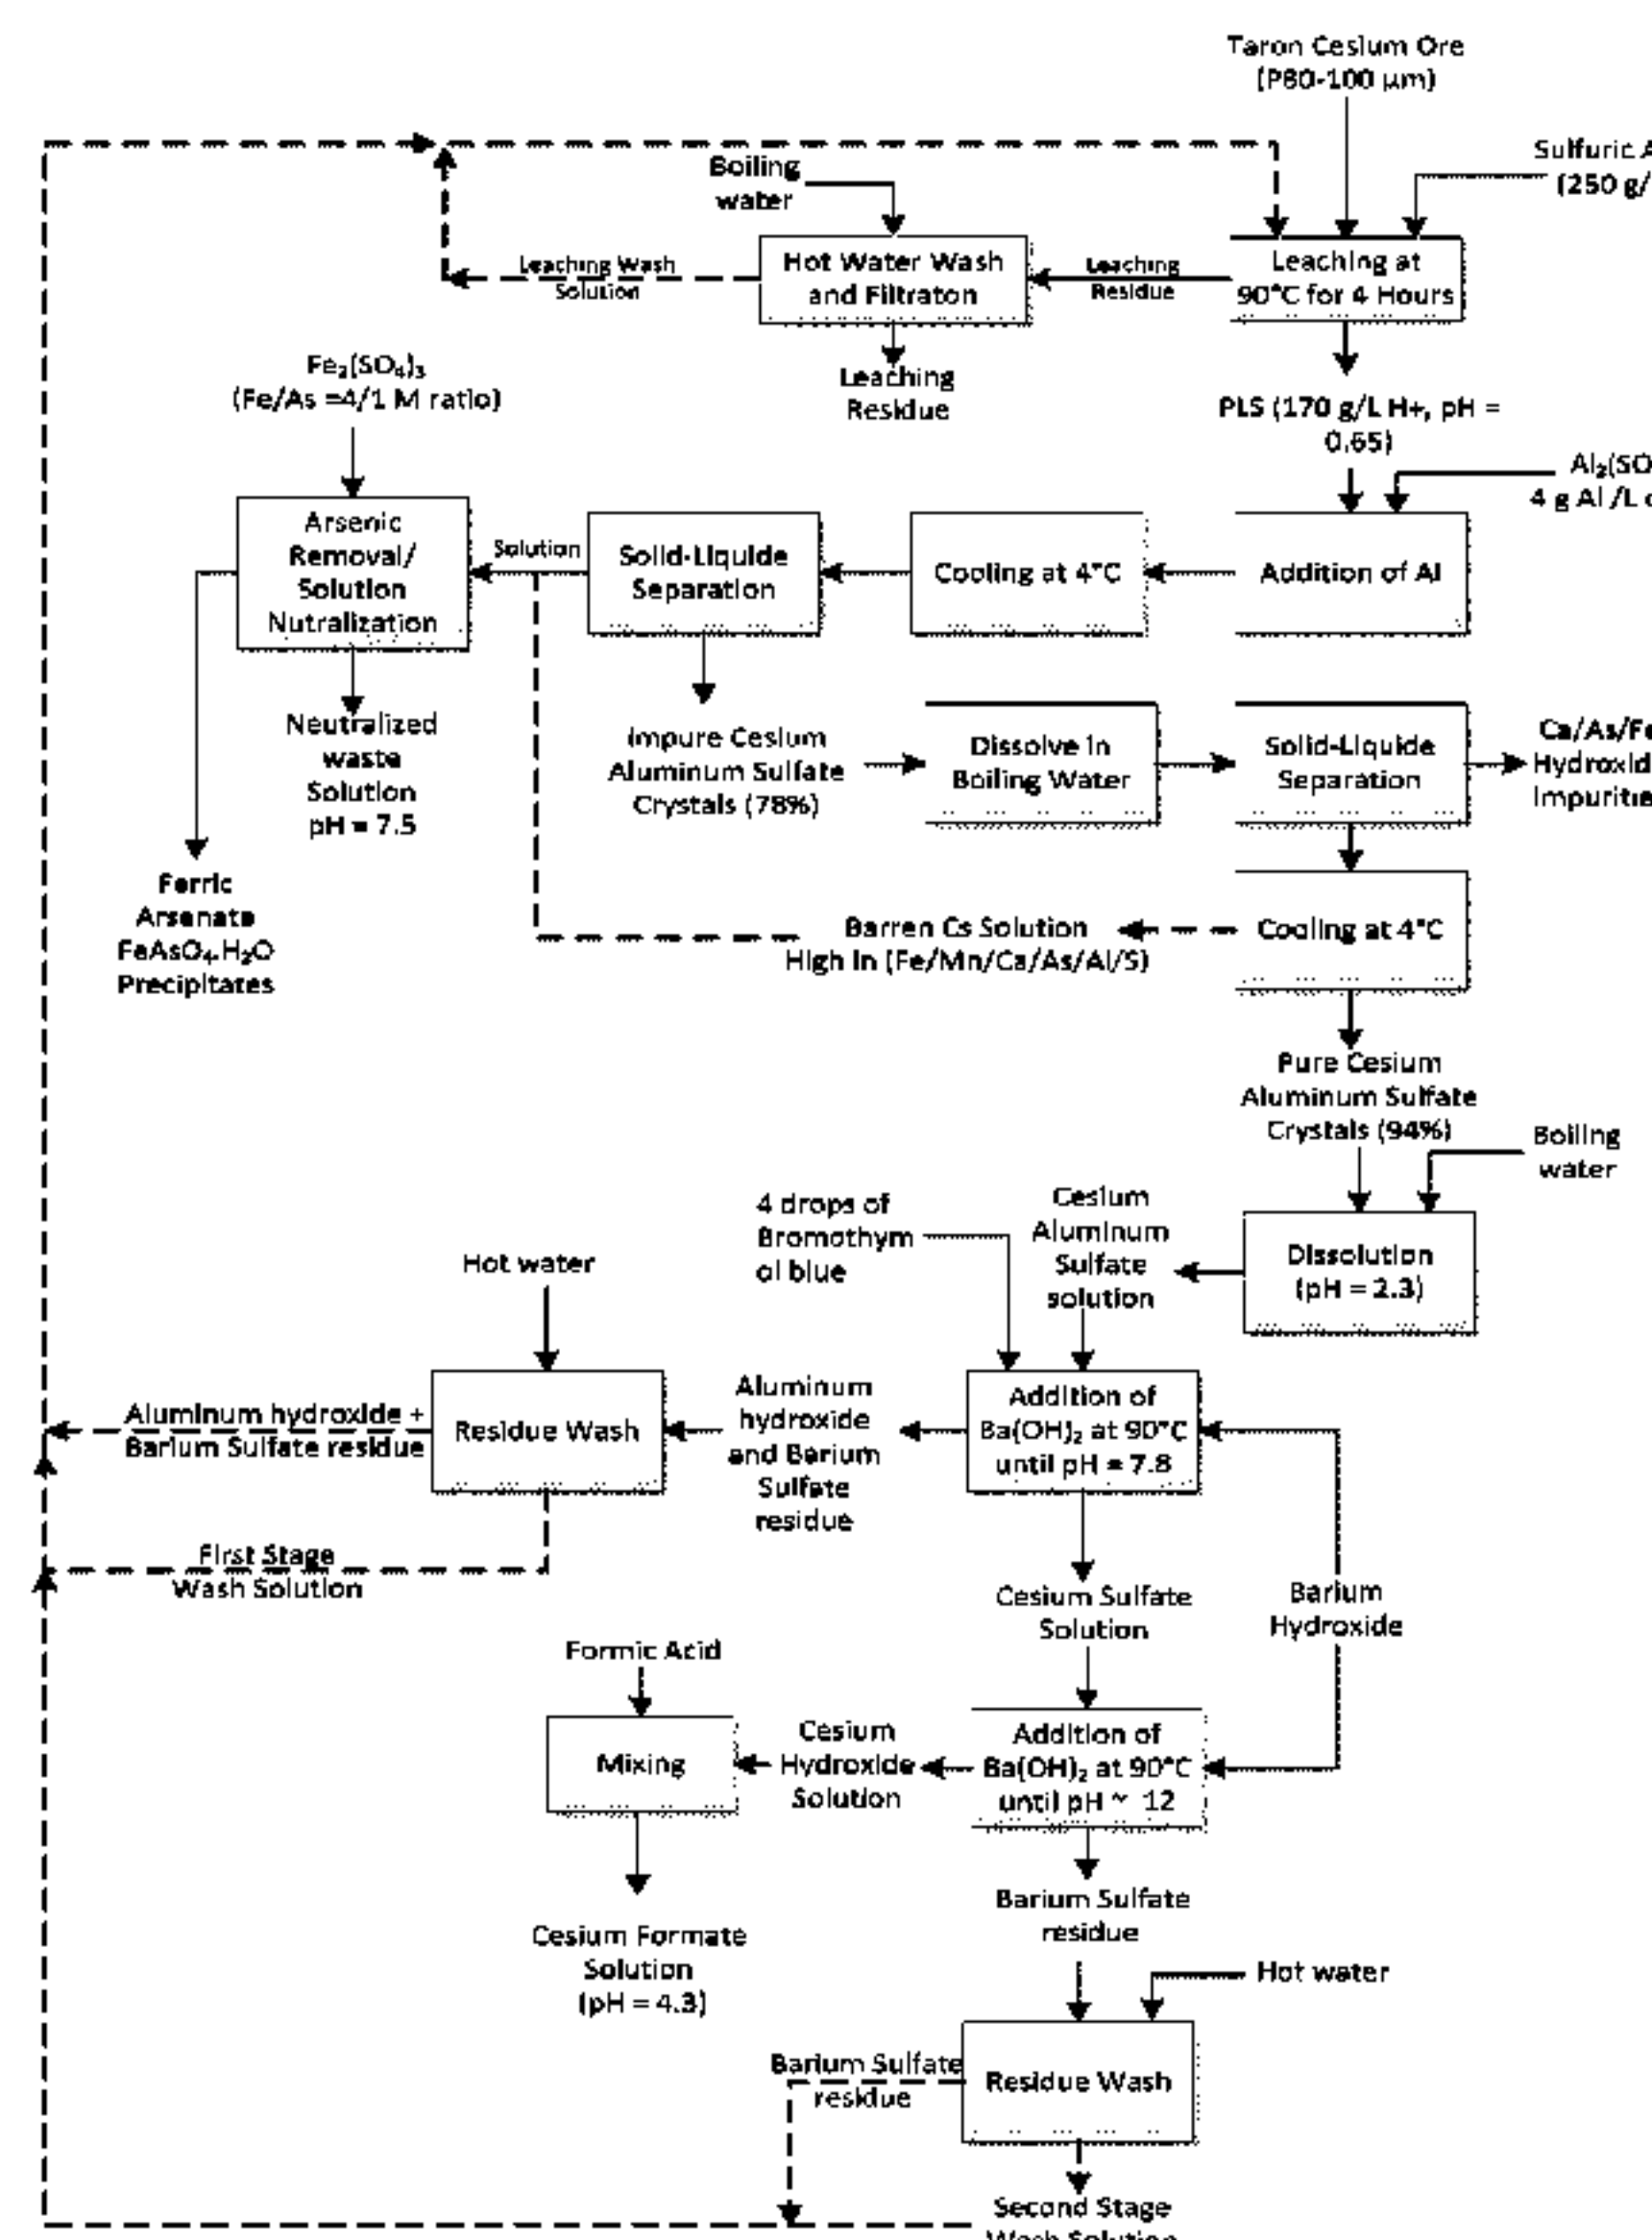 Taron Cesium Ore
(P80-100 µm)
Sulfuric A
(250 g/
Boiling
water
Leaching Wash
Solution
Hot Water Wash
and Filtraton
Leaching
Residue
Leaching at
90°C for 4 Hours
Leaching
Residue
Fe₂(SO₄)₃
(Fe/As =4/1 M ratio)
PLS (170 g/L H+, pH =
0.65)
Al₂(SO
4 g Al /L
Arsenic
Removal/
Solution
Nutralization
Solution
Solid-Liquide
Separation
Cooling at 4°C
Addition of Al
Neutralized
waste
Solution
pH = 7.5
Impure Cesium
Aluminum Sulfate
Crystals (78%)
Dissolve in
Boiling Water
Solid-Liquide
Separation
Ca/As/Fe
Hydroxid
Impuritie
Ferric
Arsenate
FeAsO₄.H₂O
Precipitates
Barren Cs Solution
High in (Fe/Mn/Ca/As/Al/S)
Cooling at 4°C
Pure Cesium
Aluminum Sulfate
Crystals (94%)
Boiling
water
4 drops of
Bromothym
ol blue
Cesium
Aluminum
Sulfate
solution
Dissolution
(pH = 2.3)
Hot water
Aluminum hydroxide +
Barium Sulfate residue
Residue Wash
Aluminum
hydroxide
and Barium
Sulfate
residue
Addition of
Ba(OH)₂ at 90°C
until pH = 7.8
First Stage
Wash Solution
Cesium Sulfate
Solution
Barium
Hydroxide
Formic Acid
Mixing
Cesium
Hydroxide
Solution
Addition of
Ba(OH)₂ at 90°C
until pH ~ 12
Cesium Formate
Solution
(pH = 4.3)
Barium Sulfate
residue
Hot water
Barium Sulfate
residue
Residue Wash
Second Stage
Wash Solution